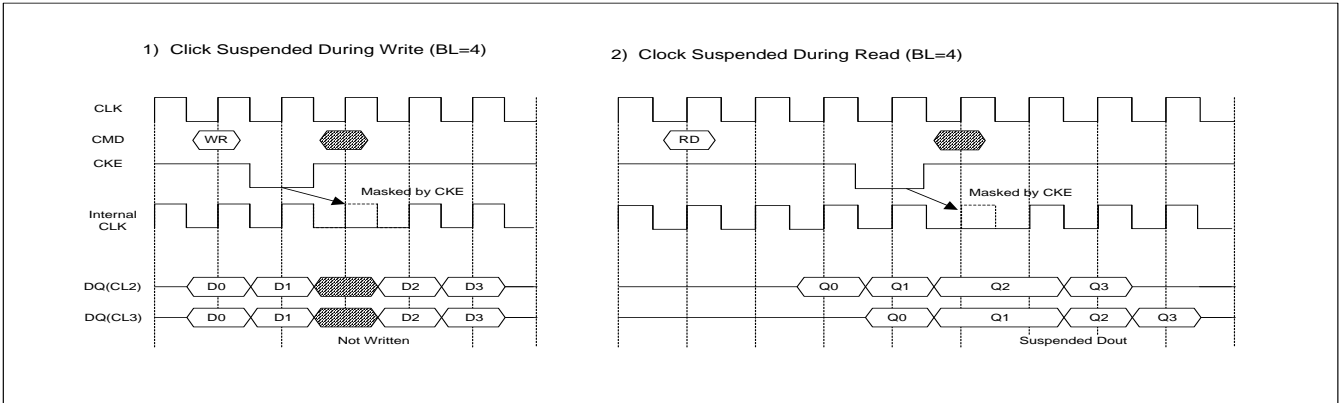 1) Click Suspended During Write (BL=4)
CLK
CMD
WR
CKE
Masked by CKE
Internal
CLK
DQ(CL2)
D0 D1 D2 D3
DQ(CL3)
D0 D1 D2 D3
Not Written
2) Clock Suspended During Read (BL=4)
RD
Masked by CKE
Q0 Q1 Q2 Q3
Q0 Q1 Q2 Q3
Suspended Dout